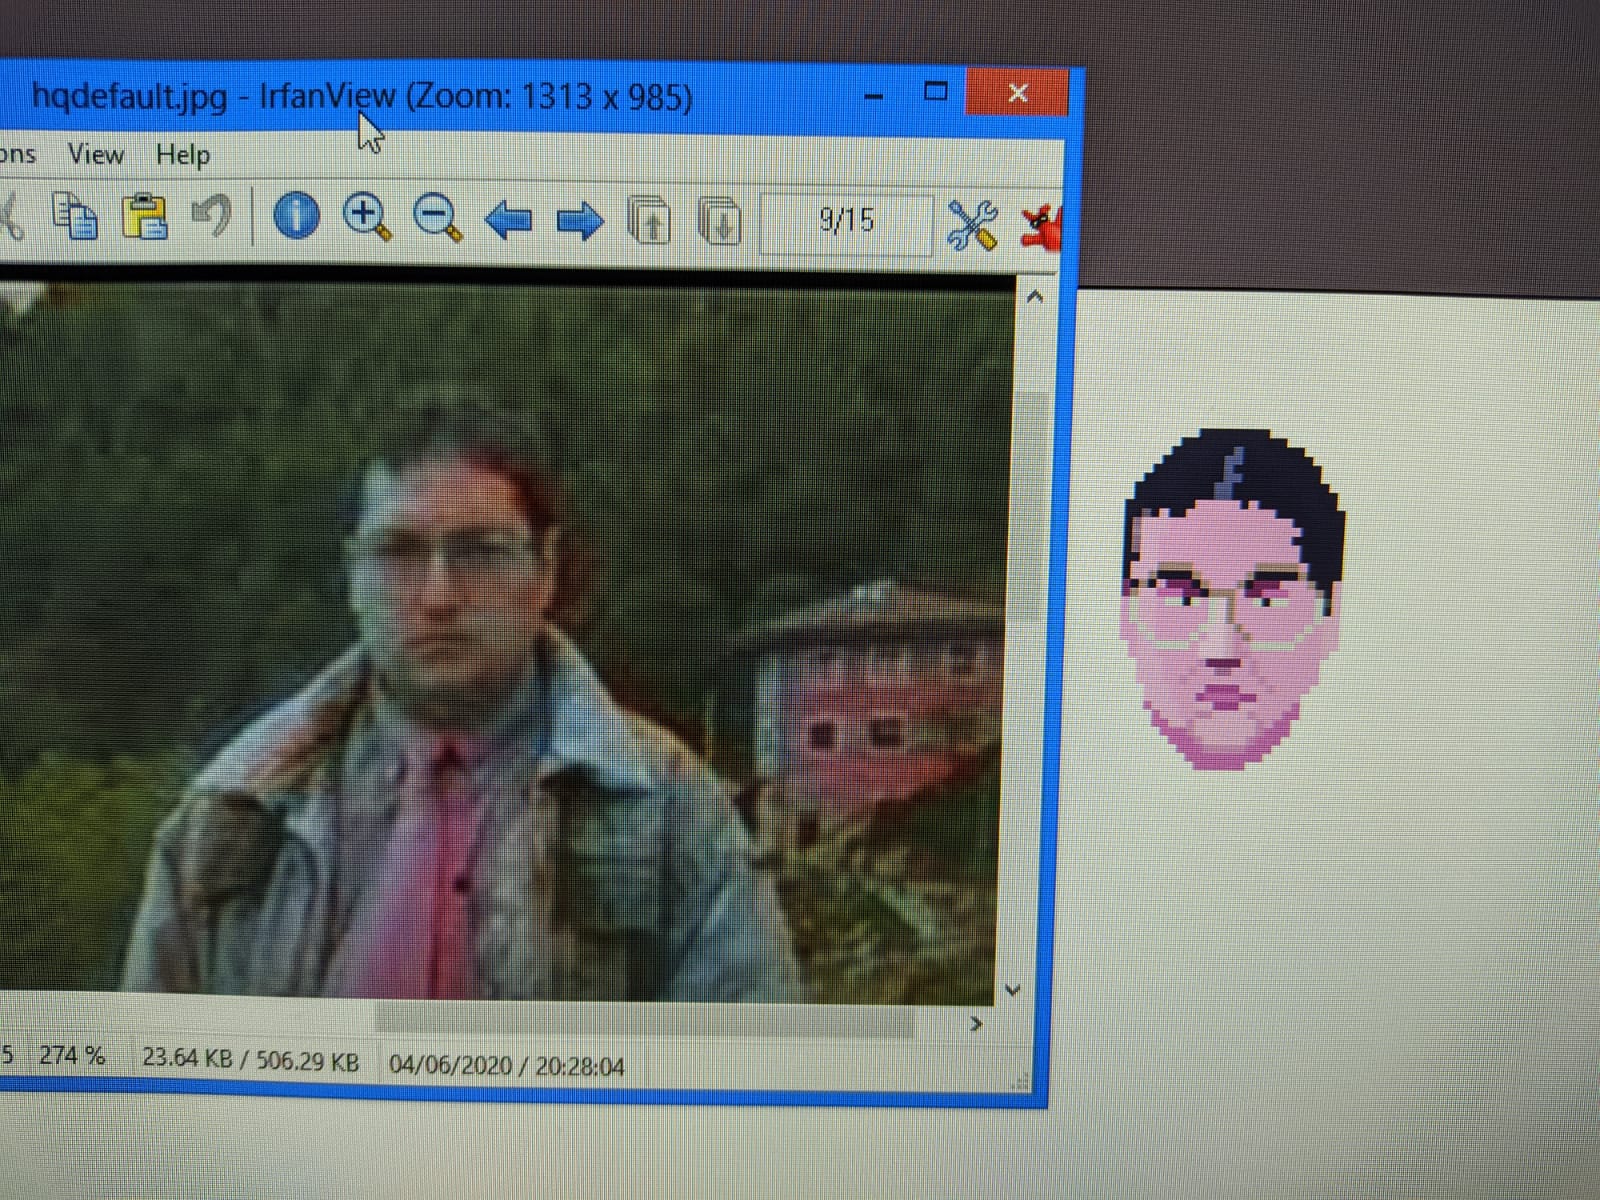 hqdefault.jpg - IrfanView (Zoom: 1313 x 985)
ons View Help
9/15
5 274 % 23.64 KB / 506.29 KB 04/06/2020 / 20:28:04